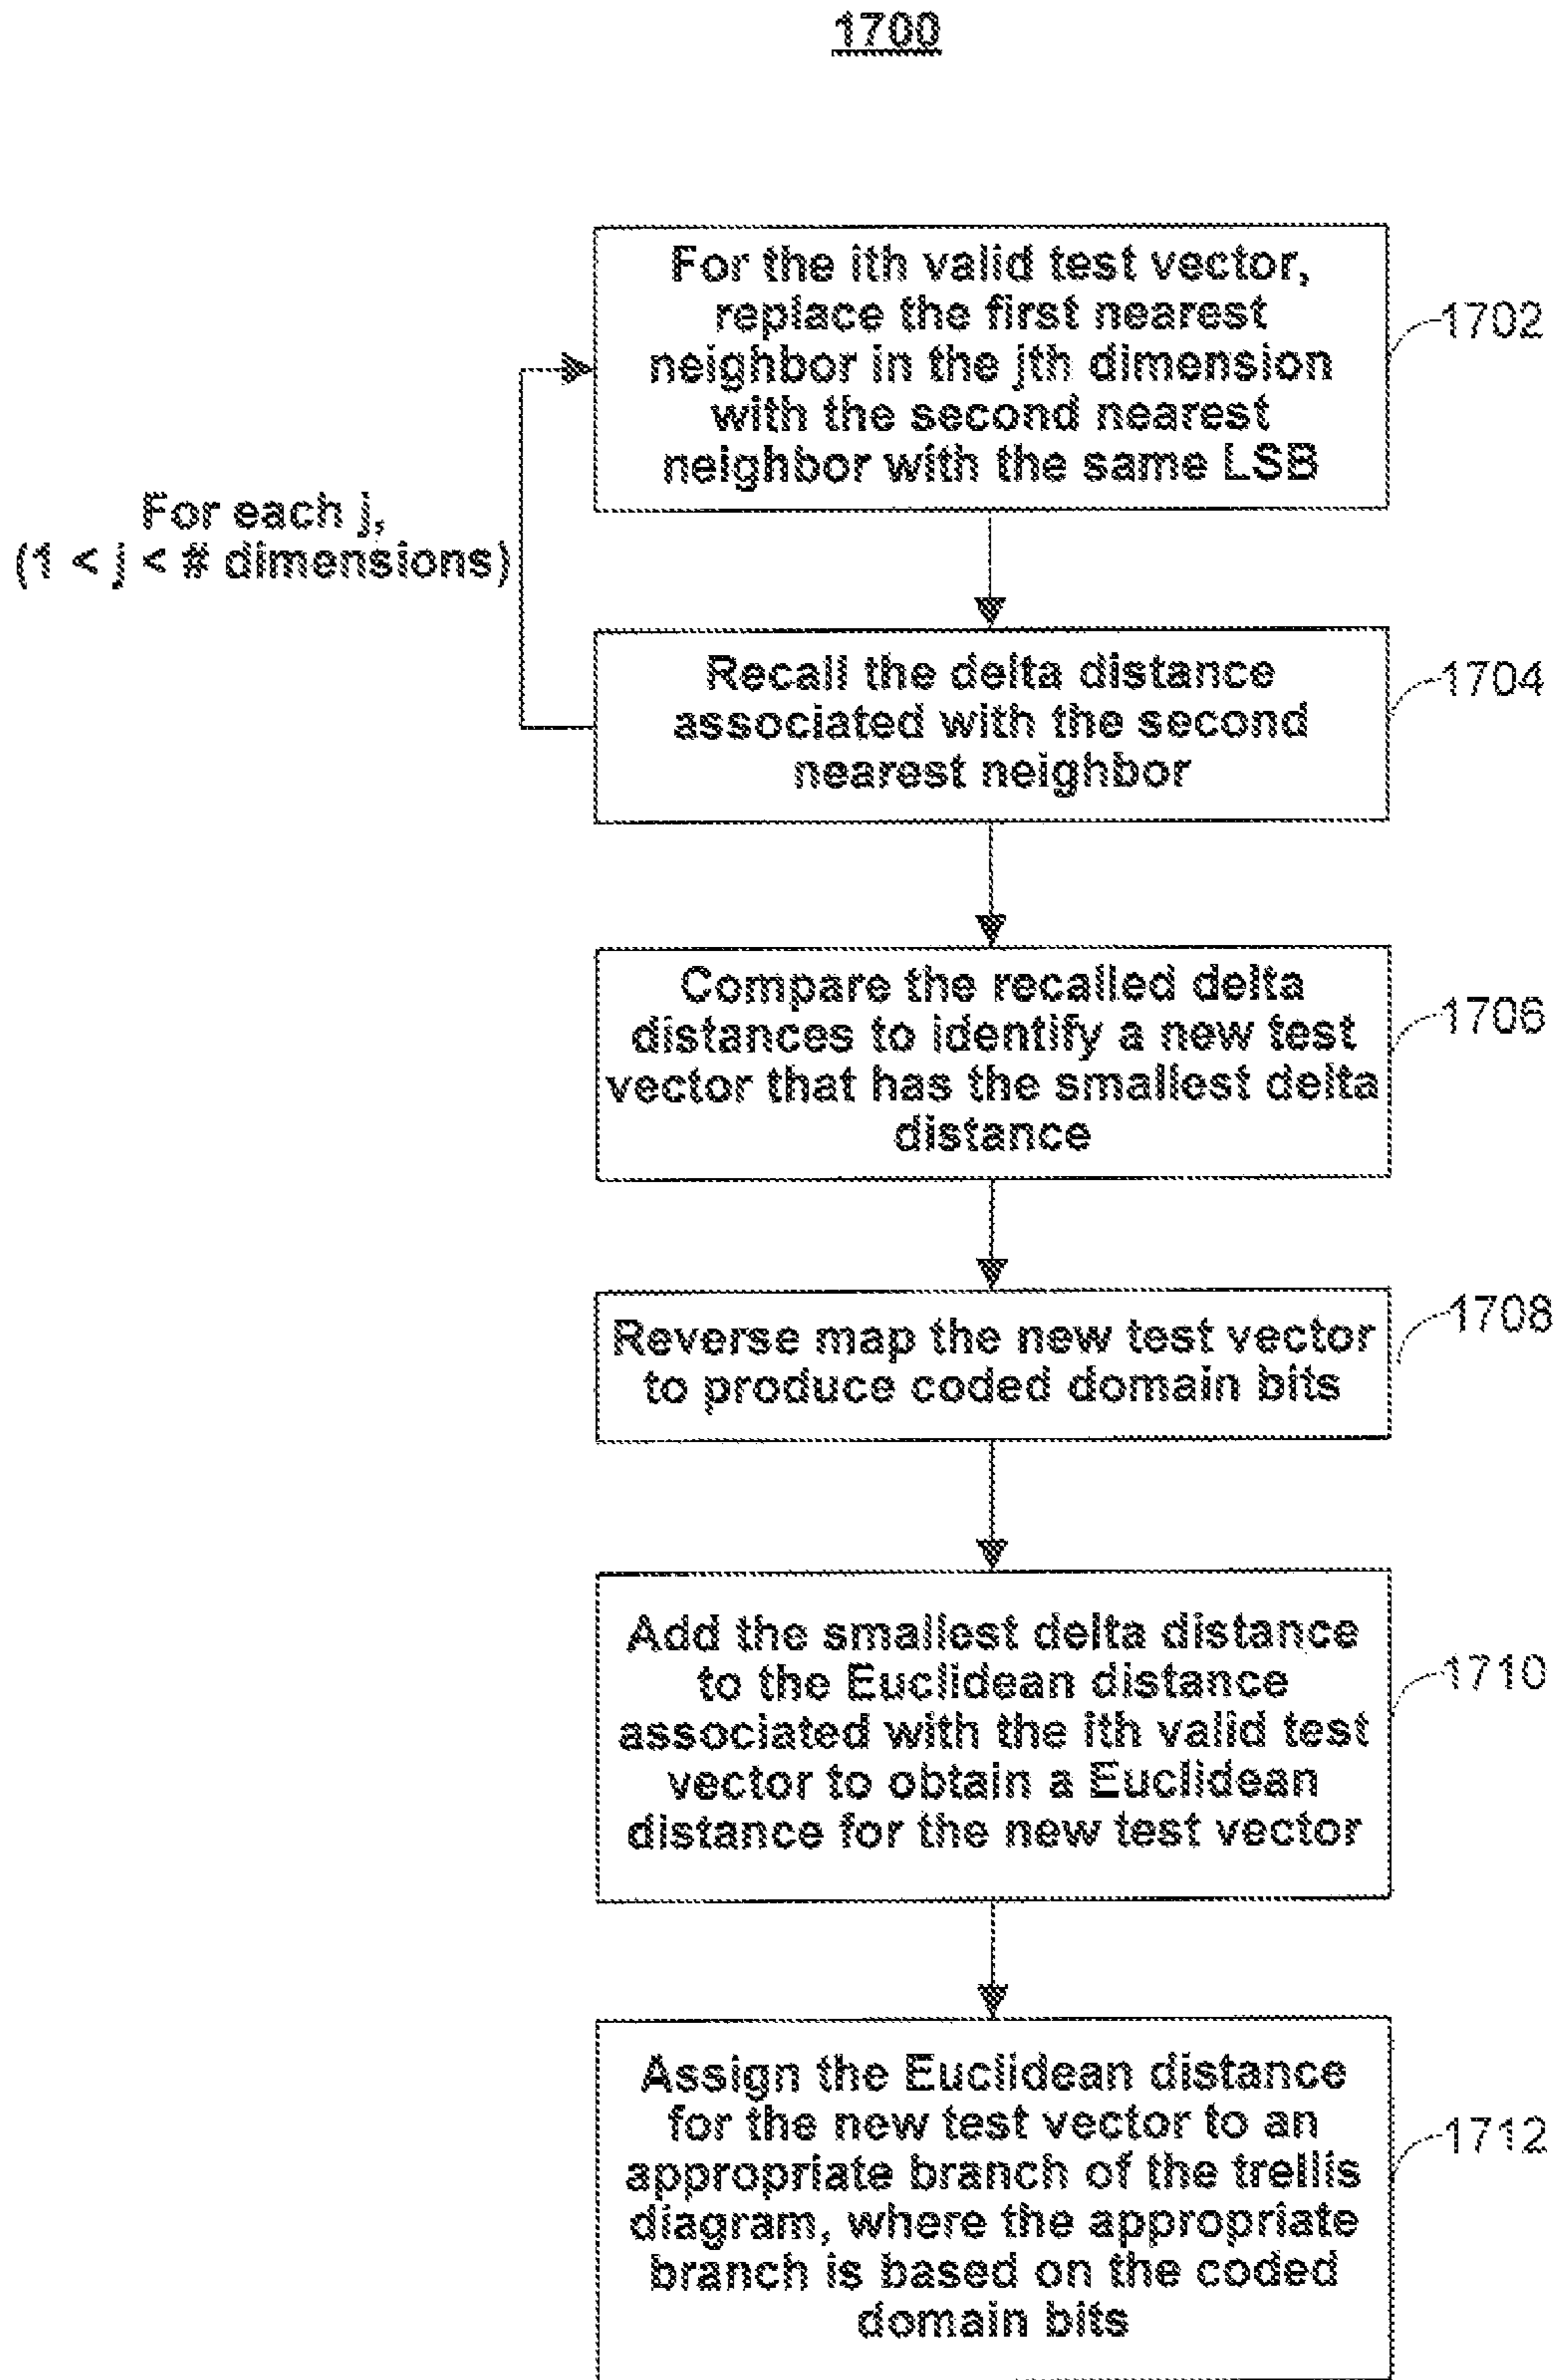 1700
For the ith valid test vector,
replace the first nearest
neighbor in the jth dimension
with the second nearest
neighbor with the same LSB
1702
For each j,
(1 < j < # dimensions)
Recall the delta distance
associated with the second
nearest neighbor
1704
Compare the recalled delta
distances to identify a new test
vector that has the smallest delta
distance
1706
Reverse map the new test vector
to produce coded domain bits
1708
Add the smallest delta distance
to the Euclidean distance
associated with the ith valid test
vector to obtain a Euclidean
distance for the new test vector
1710
Assign the Euclidean distance
for the new test vector to an
appropriate branch of the trellis
diagram, where the appropriate
branch is based on the coded
domain bits
1712